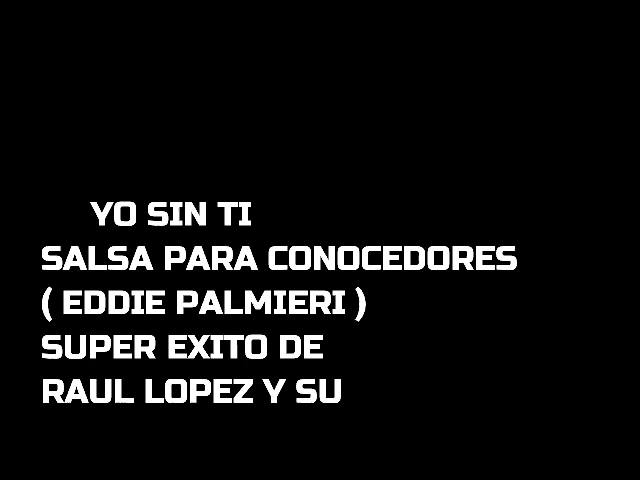 YO SIN TI
SALSA PARA CONOCEDORES
( EDDIE PALMIERI )
SUPER EXITO DE
RAUL LOPEZ Y SU